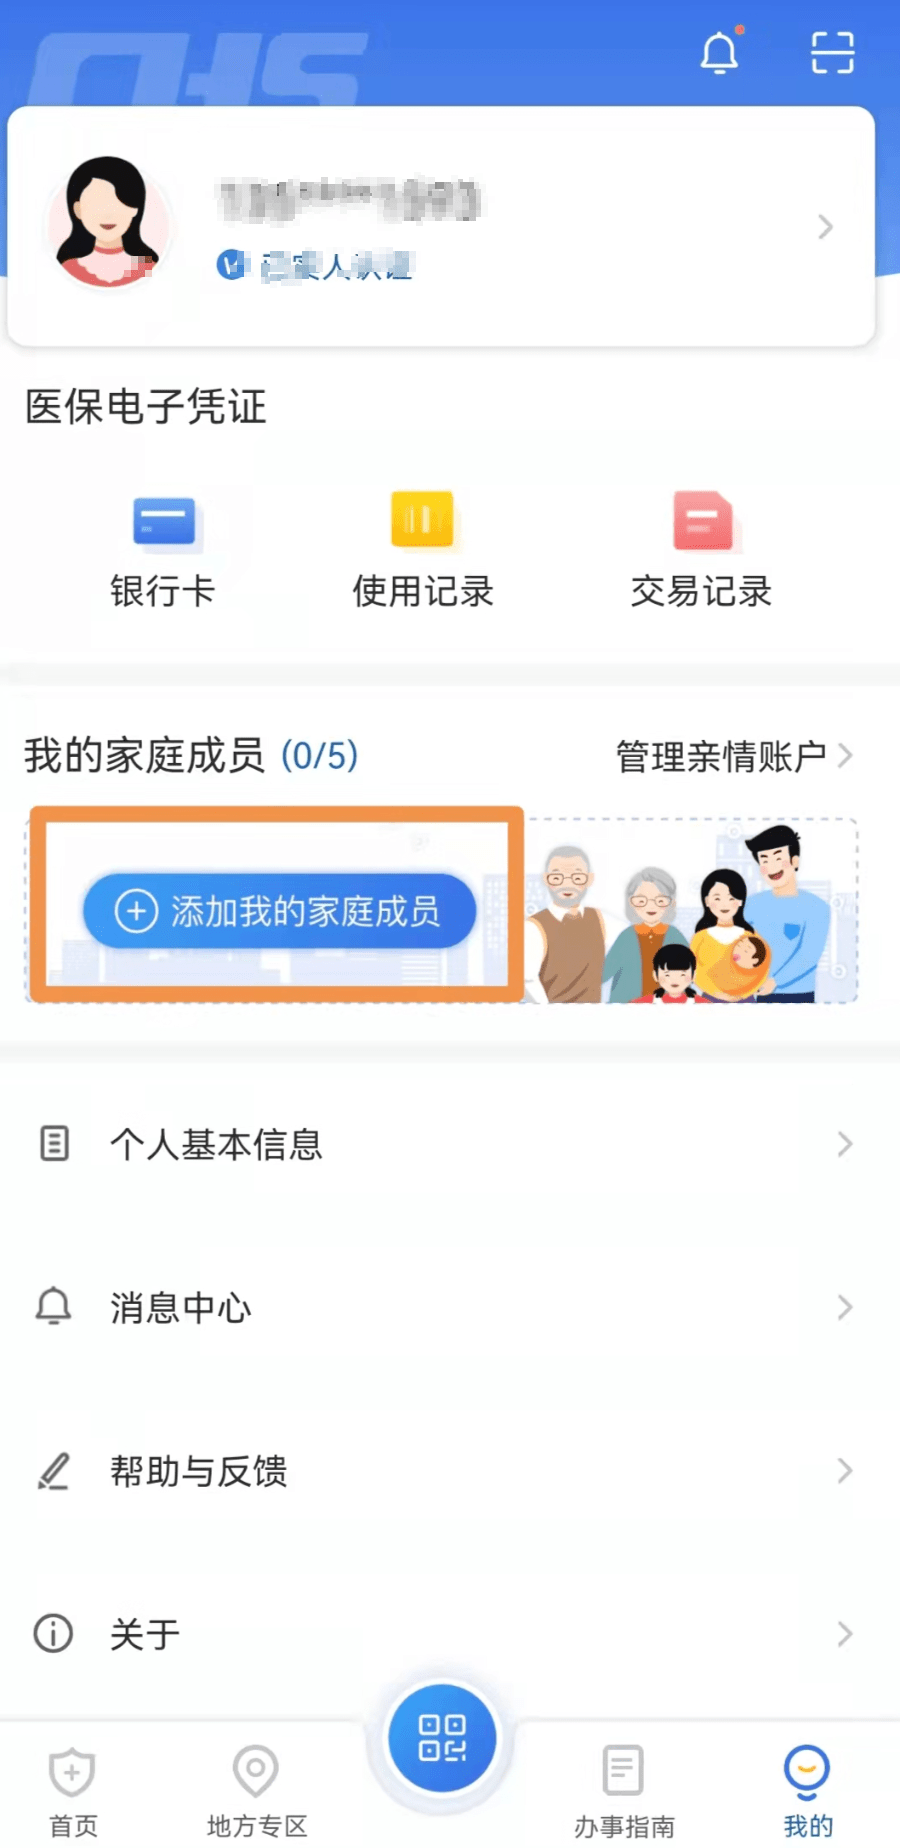 医保电子凭证
银行卡
使用记录
交易记录
我的家庭成员 (0/5)
管理亲情账户
添加我的家庭成员
个人基本信息
消息中心
帮助与反馈
关于
首页
地方专区
办事指南
我的